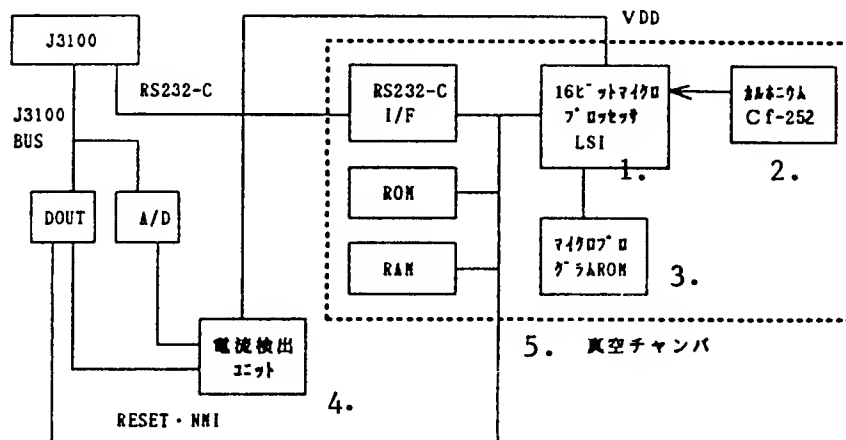 VDD
J3100
RS232-C
RS232-C
I/F
16ビットマイクロ
プロセッサ
LSI
1.
カルホニウム
Cf-252
2.
J3100
BUS
DOUT
A/D
ROM
RAM
マイクロプロ
グラムROM
3.
電流検出
ユニット
4.
5. 真空チャンバ
RESET・NMI